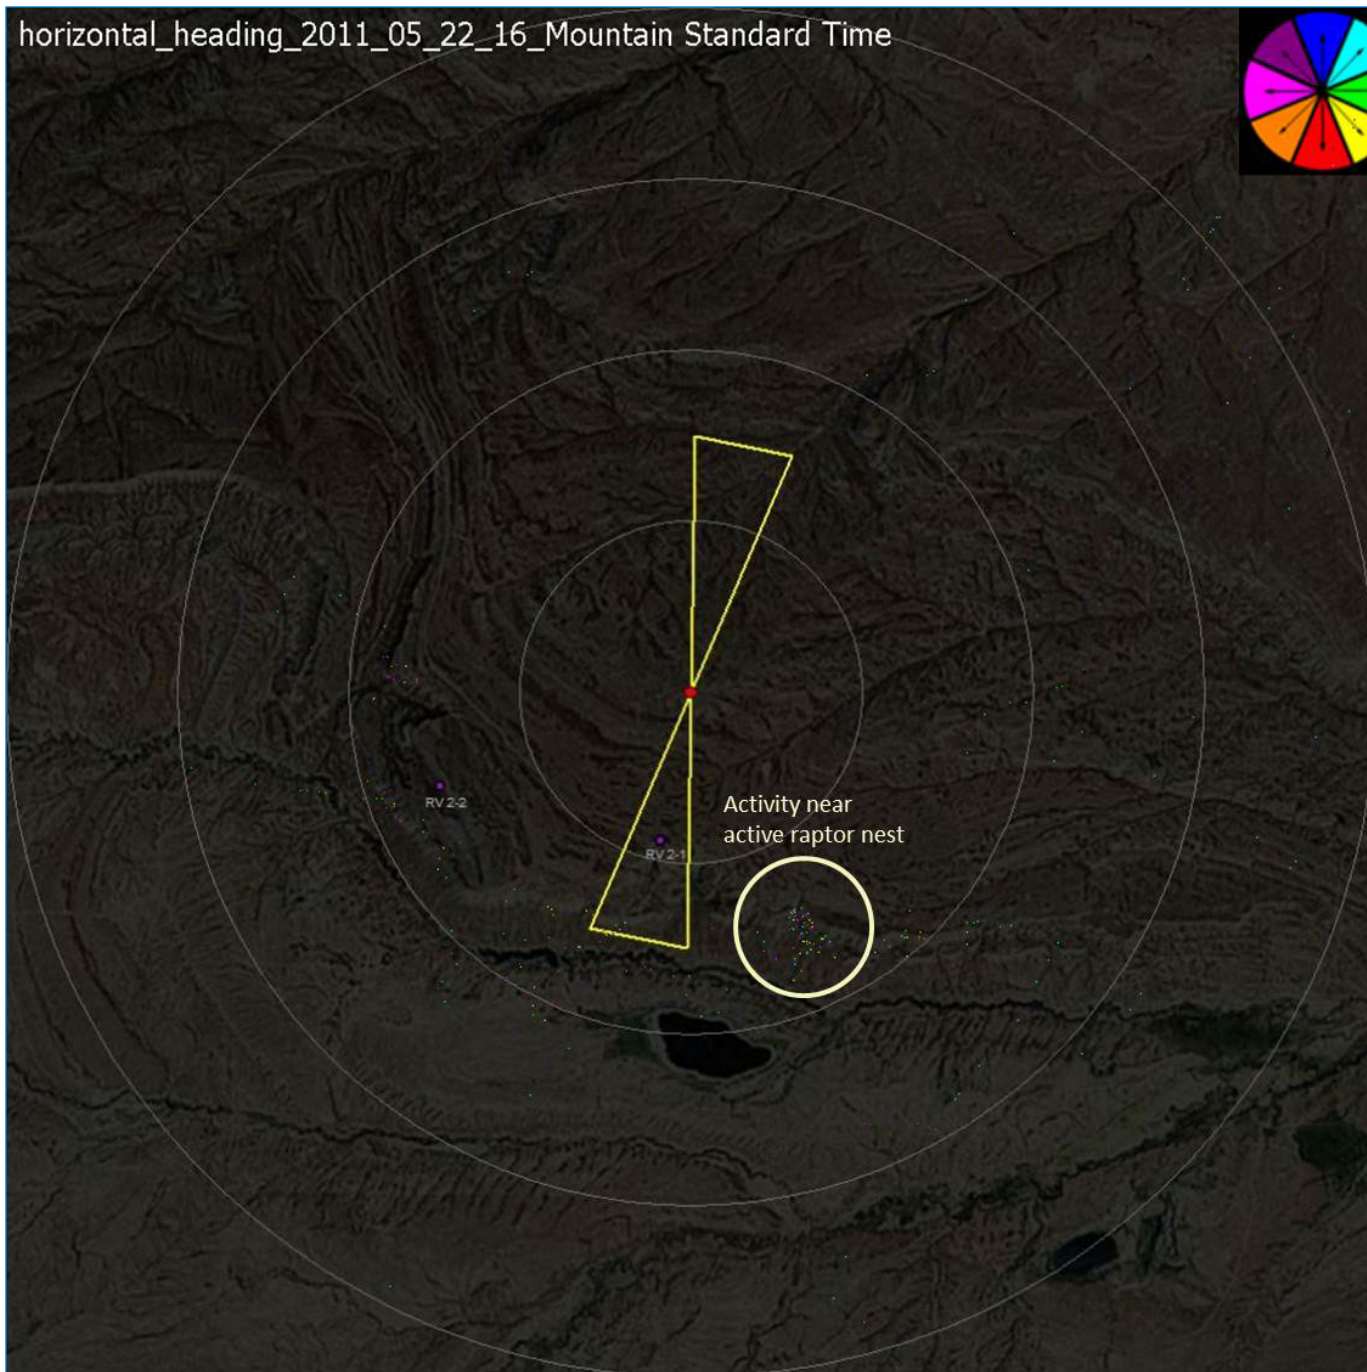 horizontal_heading_2011_05_22_16_Mountain Standard Time
RV 2-2
Activity near
active raptor nest
RV 2-1